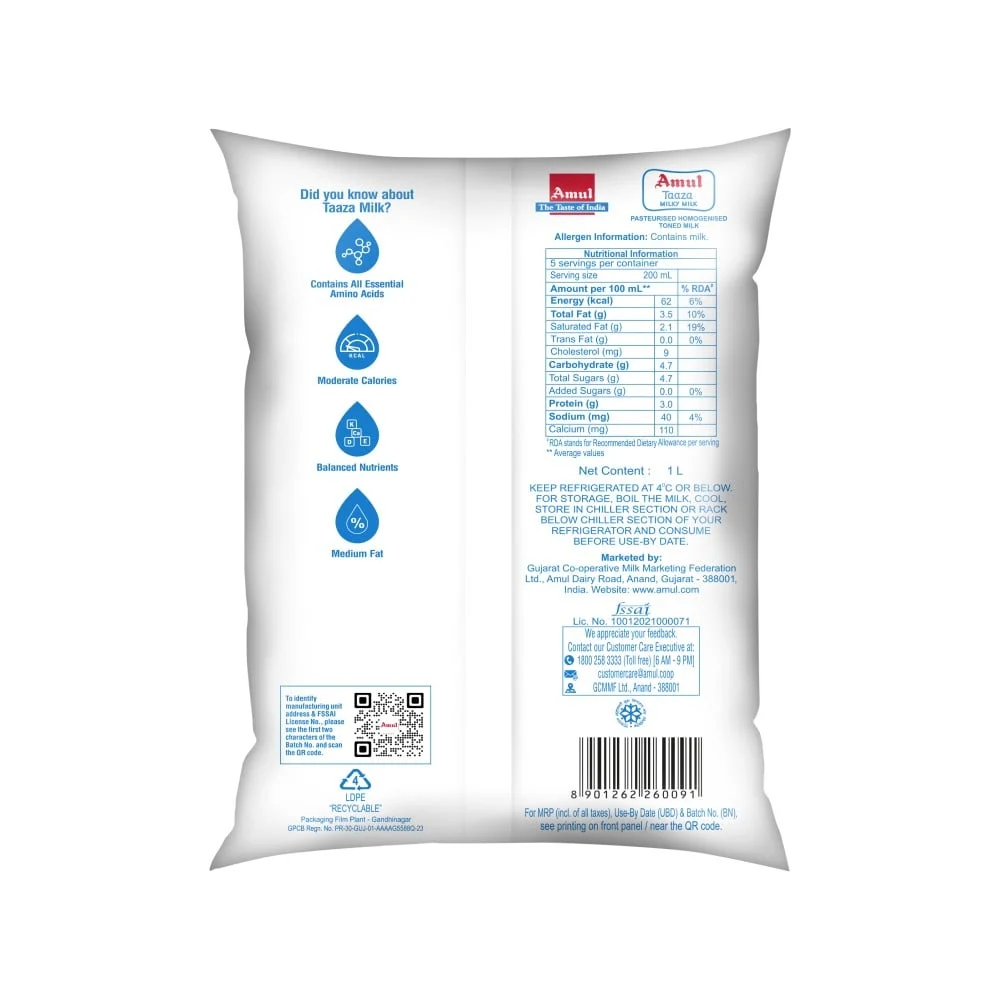 Did you know about
Taaza Milk?
Contains All Essential
Amino Acids
KCAL
Moderate Calories
K
Ca
D E
Balanced Nutrients
%
Medium Fat
To identify
manufacturing unit
address & FSSAI
License No., please
see the first two
characters of the
Batch No. and scan
the QR code.
Amul
4
LDPE
"RECYCLABLE"
Packaging Film Plant - Gandhinagar
GPCB Regn. No. PR-30-GUJ-01-AAAAG5588Q-23
Amul
The Taste of India
Amul
Taaza
MILKY MILK
PASTEURISED HOMOGENISED
TONED MILK
Allergen Information: Contains milk.
Nutritional Information
5 servings per container
Serving size 200 mL
Amount per 100 mL** % RDA#
Energy (kcal) 62 6%
Total Fat (g) 3.5 10%
Saturated Fat (g) 2.1 19%
Trans Fat (g) 0.0 0%
Cholesterol (mg) 9
Carbohydrate (g) 4.7
Total Sugars (g) 4.7
Added Sugars (g) 0.0 0%
Protein (g) 3.0
Sodium (mg) 40 4%
Calcium (mg) 110
#RDA stands for Recommended Dietary Allowance per serving
** Average values
Net Content : 1 L
KEEP REFRIGERATED AT 4°C OR BELOW.
FOR STORAGE, BOIL THE MILK, COOL,
STORE IN CHILLER SECTION OR RACK
BELOW CHILLER SECTION OF YOUR
REFRIGERATOR AND CONSUME
BEFORE USE-BY DATE.
Marketed by:
Gujarat Co-operative Milk Marketing Federation
Ltd., Amul Dairy Road, Anand, Gujarat - 388001,
India. Website: www.amul.com
fssai
Lic. No. 10012021000071
We appreciate your feedback.
Contact our Customer Care Executive at:
1800 258 3333 (Toll free) [6 AM - 9 PM]
customercare@amul.coop
GCMMF Ltd., Anand - 388001
8 901262 260091
For MRP (incl. of all taxes), Use-By Date (UBD) & Batch No. (BN),
see printing on front panel / near the QR code.